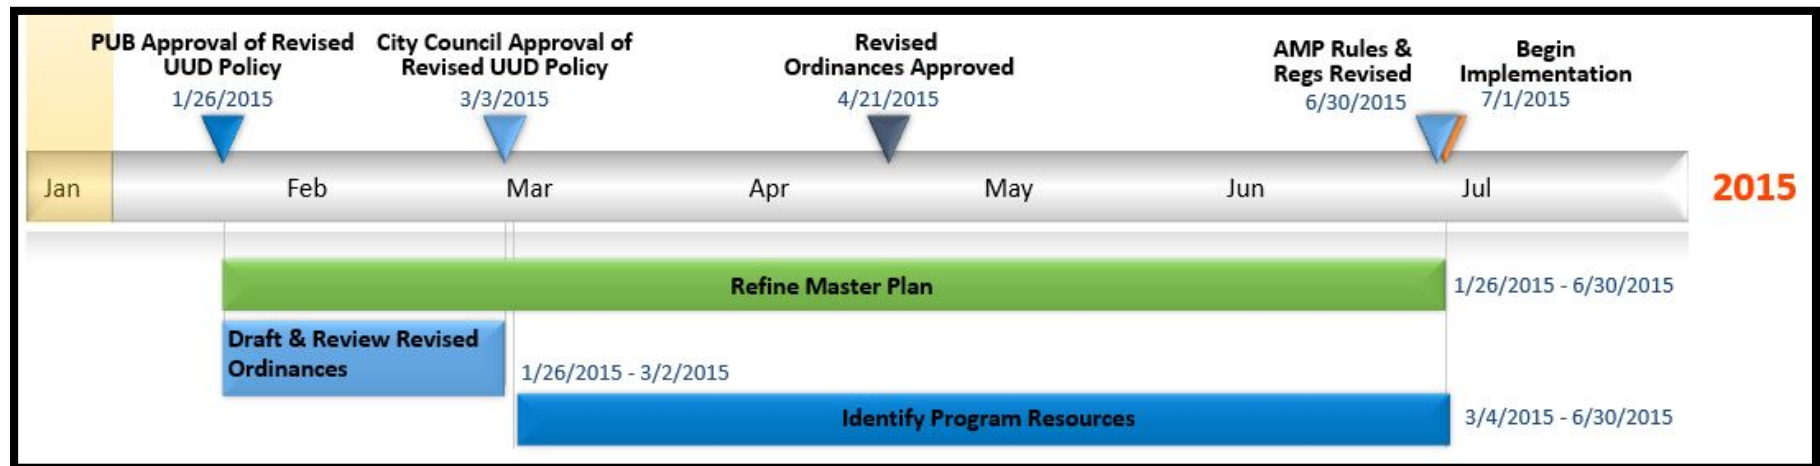 PUB Approval of Revised
UUD Policy
1/26/2015
City Council Approval of
Revised UUD Policy
3/3/2015
Revised
Ordinances Approved
4/21/2015
AMP Rules &
Regs Revised
6/30/2015
Begin
Implementation
7/1/2015
Jan Feb Mar Apr May Jun Jul 2015
Refine Master Plan 1/26/2015 - 6/30/2015
Draft & Review Revised
Ordinances
1/26/2015 - 3/2/2015
Identify Program Resources 3/4/2015 - 6/30/2015